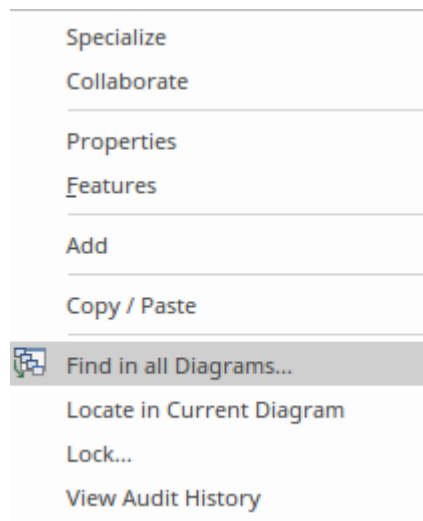 Specialize
Collaborate
Properties
Features
Add
Copy / Paste
Find in all Diagrams...
Locate in Current Diagram
Lock...
View Audit History